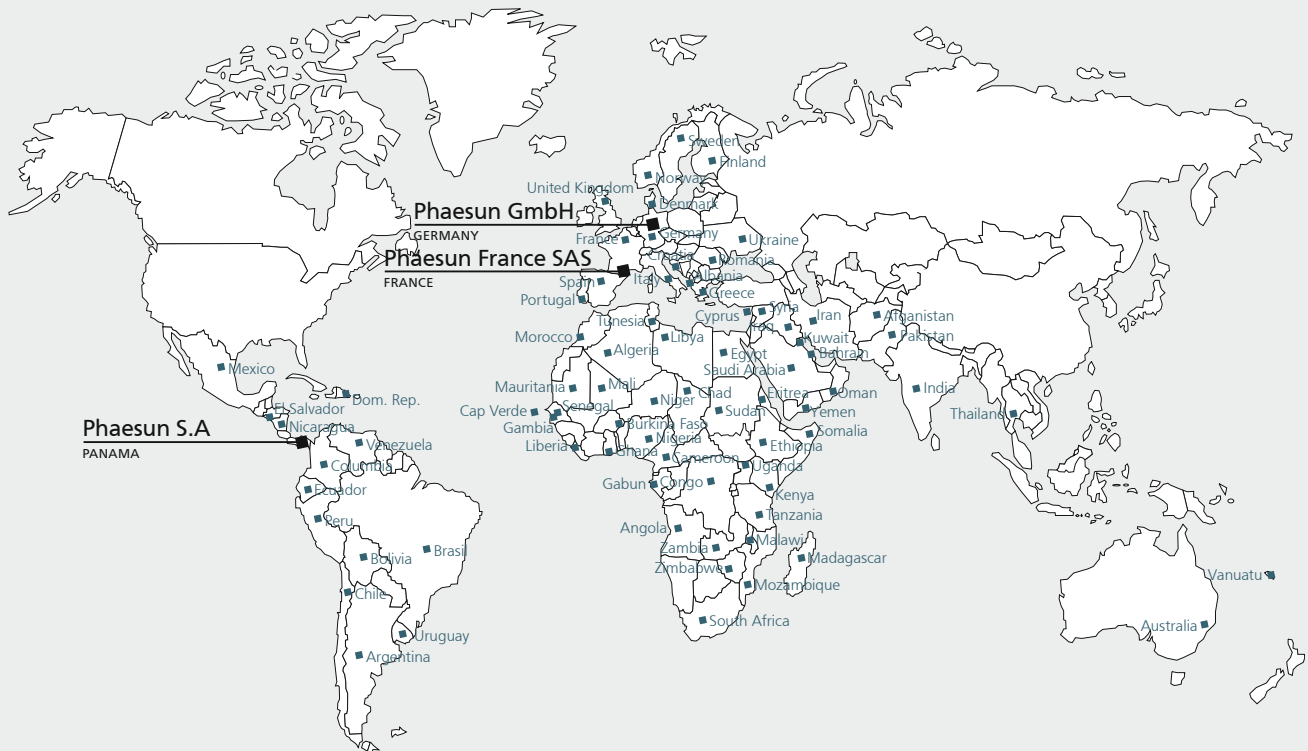 Sweden
Finland
Norway
United Kingdom
Denmark
Phaesun GmbH
GERMANY
Germany
France
Ukraine
Croatia
Phaesun France SAS
FRANCE
Romania
Albania
Italy
Spain
Greece
Portugal
Cyprus
Syria
Iran
Afganistan
Tunesia
Iraq
Morocco
Libya
Kuwait
Pakistan
Algeria
Egypt
Bahrain
Saudi Arabia
Mexico
Mauritania
Mali
Chad
Eritrea
Oman
India
Dom. Rep.
Niger
El Salvador
Cap Verde
Senegal
Sudan
Yemen
Thailand
Nicaragua
Gambia
Burkina Faso
Somalia
Phaesun S.A
PANAMA
Venezuela
Liberia
Ghana
Nigeria
Ethiopia
Columbia
Cameroon
Uganda
Ecuador
Gabun
Congo
Kenya
Peru
Tanzania
Angola
Brasil
Zambia
Malawi
Bolivia
Madagascar
Zimbabwe
Vanuatu
Chile
Mozambique
South Africa
Australia
Uruguay
Argentina